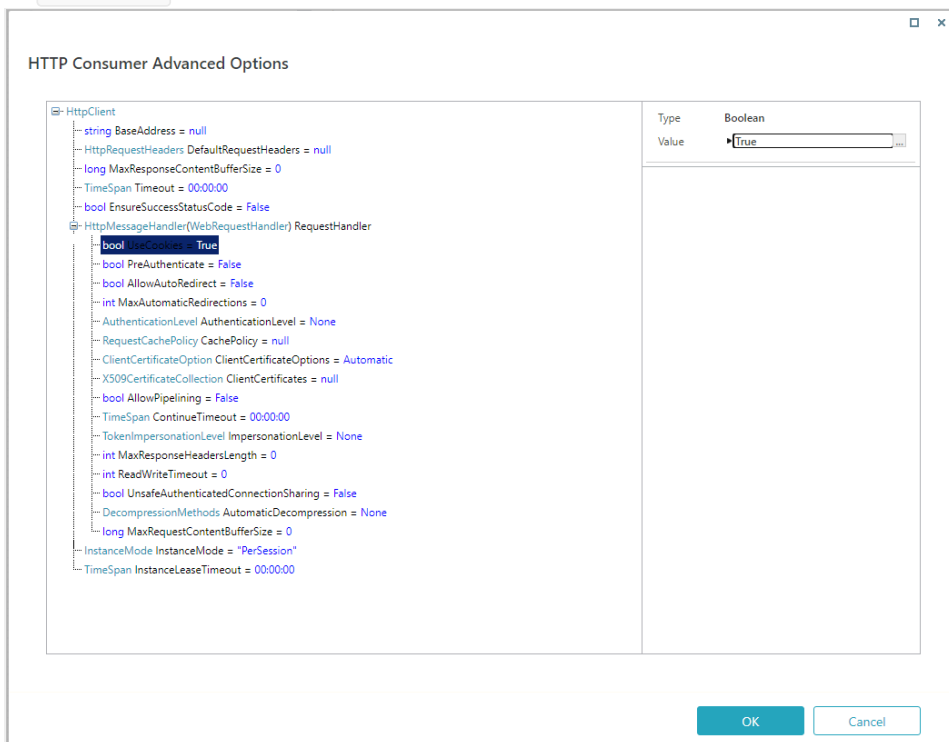 HTTP Consumer Advanced Options
HttpClient
string BaseAddress = null
HttpRequestHeaders DefaultRequestHeaders = null
long MaxResponseContentBufferSize = 0
TimeSpan Timeout = 00:00:00
bool EnsureSuccessStatusCode = False
HttpMessageHandler(WebRequestHandler) RequestHandler
bool UseCookies = True
bool PreAuthenticate = False
bool AllowAutoRedirect = False
int MaxAutomaticRedirections = 0
AuthenticationLevel AuthenticationLevel = None
RequestCachePolicy CachePolicy = null
ClientCertificateOption ClientCertificateOptions = Automatic
X509CertificateCollection ClientCertificates = null
bool AllowPipelining = False
TimeSpan ContinueTimeout = 00:00:00
TokenImpersonationLevel ImpersonationLevel = None
int MaxResponseHeadersLength = 0
int ReadWriteTimeout = 0
bool UnsafeAuthenticatedConnectionSharing = False
DecompressionMethods AutomaticDecompression = None
long MaxRequestContentBufferSize = 0
InstanceMode InstanceMode = "PerSession"
TimeSpan InstanceLeaseTimeout = 00:00:00
Type Boolean
Value True ...
OK Cancel